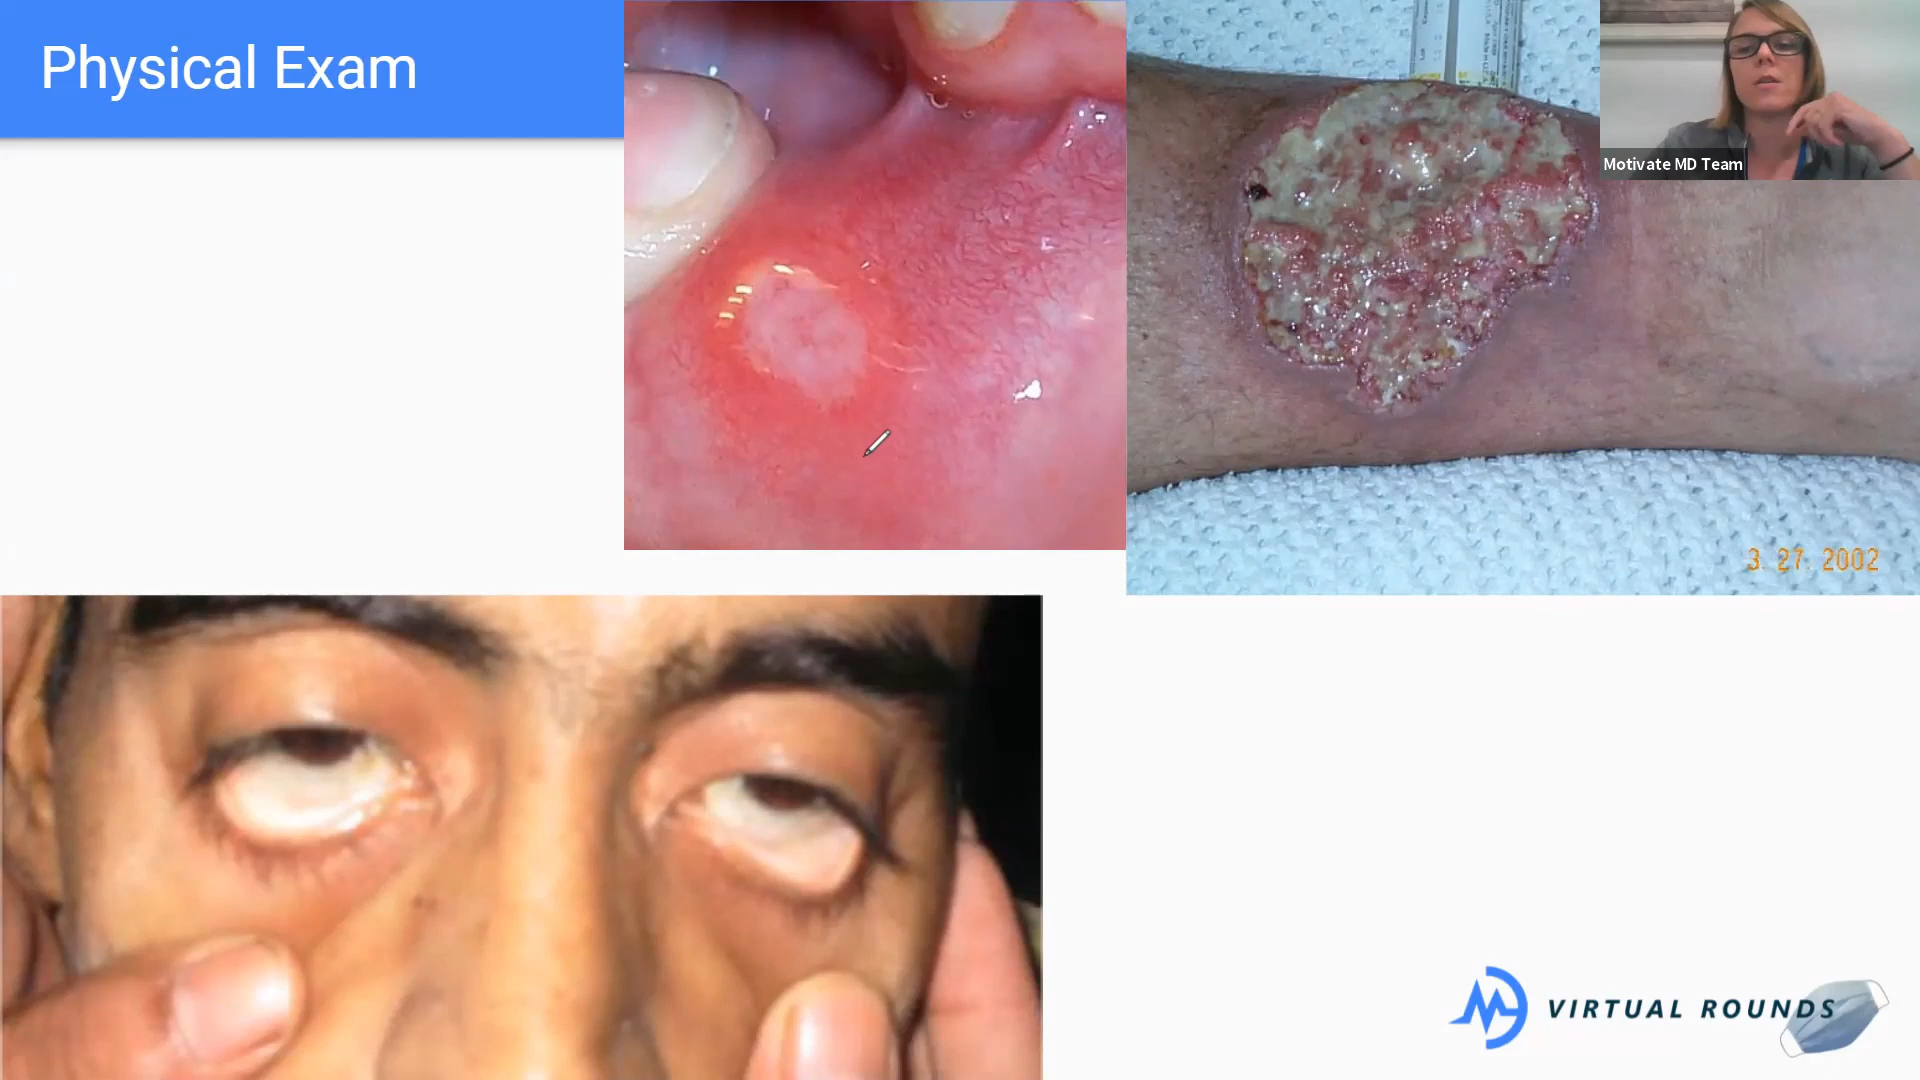 Physical Exam
Motivate MD Team
3. 27. 2002
VIRTUAL ROUNDS